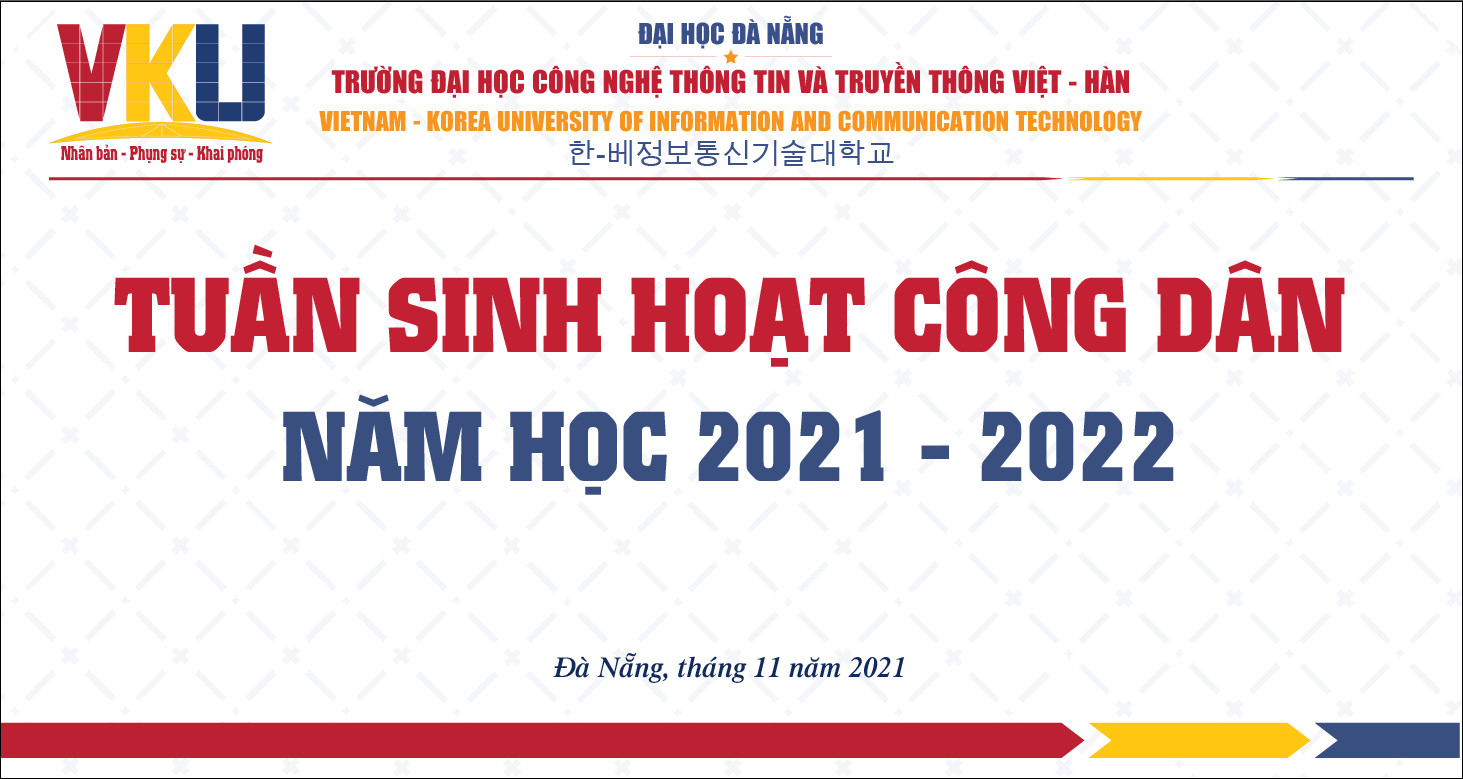 VKU
Nhân bản - Phụng sự - Khai phóng
ĐẠI HỌC ĐÀ NẴNG
TRƯỜNG ĐẠI HỌC CÔNG NGHỆ THÔNG TIN VÀ TRUYỀN THÔNG VIỆT - HÀN
VIETNAM - KOREA UNIVERSITY OF INFORMATION AND COMMUNICATION TECHNOLOGY
한-베정보통신기술대학교
TUẦN SINH HOẠT CÔNG DÂN
NĂM HỌC 2021 - 2022
Đà Nẵng, tháng 11 năm 2021